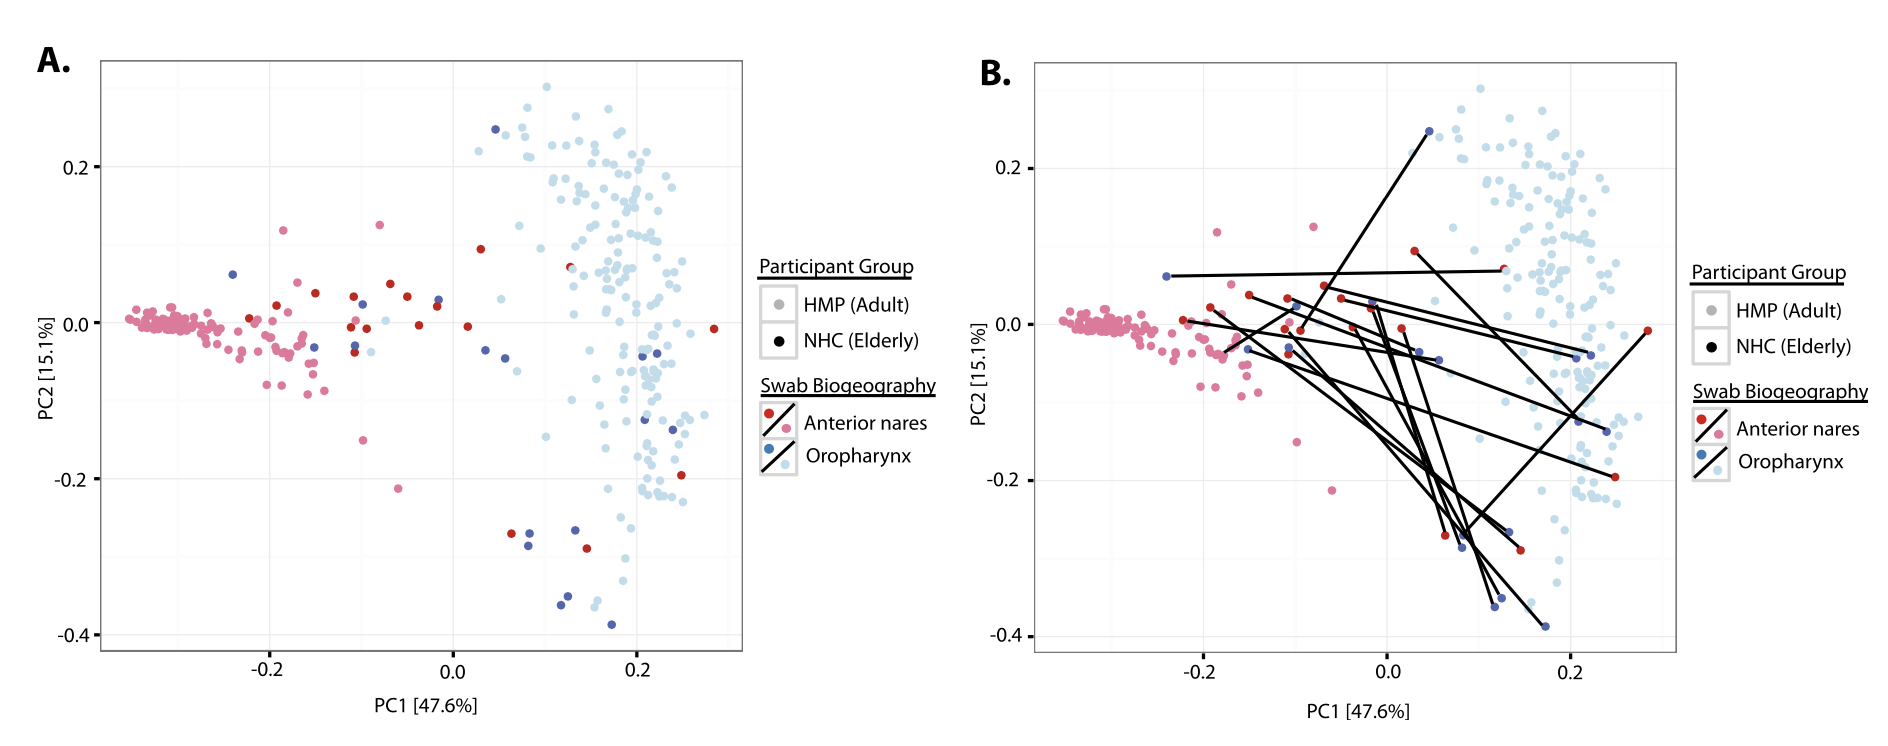 A.
0.2
0.0
-0.2
-0.4
PC2 [15.1%]
-0.2
0.0
0.2
PC1 [47.6%]
Participant Group
HMP (Adult)
NHC (Elderly)
Swab Biogeography
Anterior nares
Oropharynx
B.
0.2
0.0
-0.2
-0.4
PC2 [15.1%]
-0.2
0.0
0.2
PC1 [47.6%]
Participant Group
HMP (Adult)
NHC (Elderly)
Swab Biogeography
Anterior nares
Oropharynx